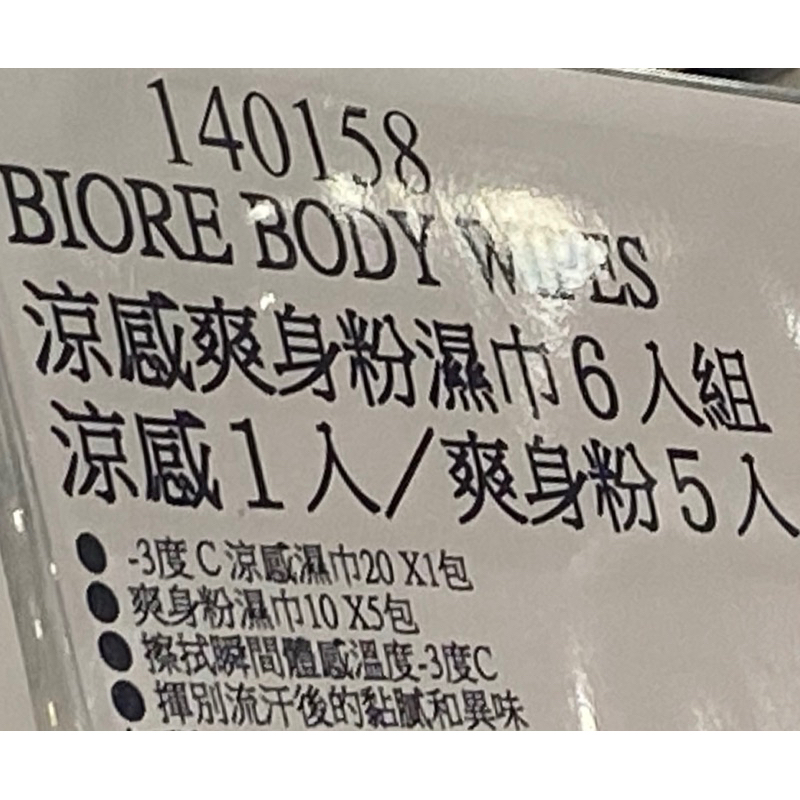 140158
BIORE BODY
涼感爽身粉濕巾6入組
涼感1入/爽身粉5入
-3度C涼感濕巾20 X1包
爽身粉濕巾10 X5包
擦拭瞬間體感溫度-3度C
揮別流汗後的黏膩和異味